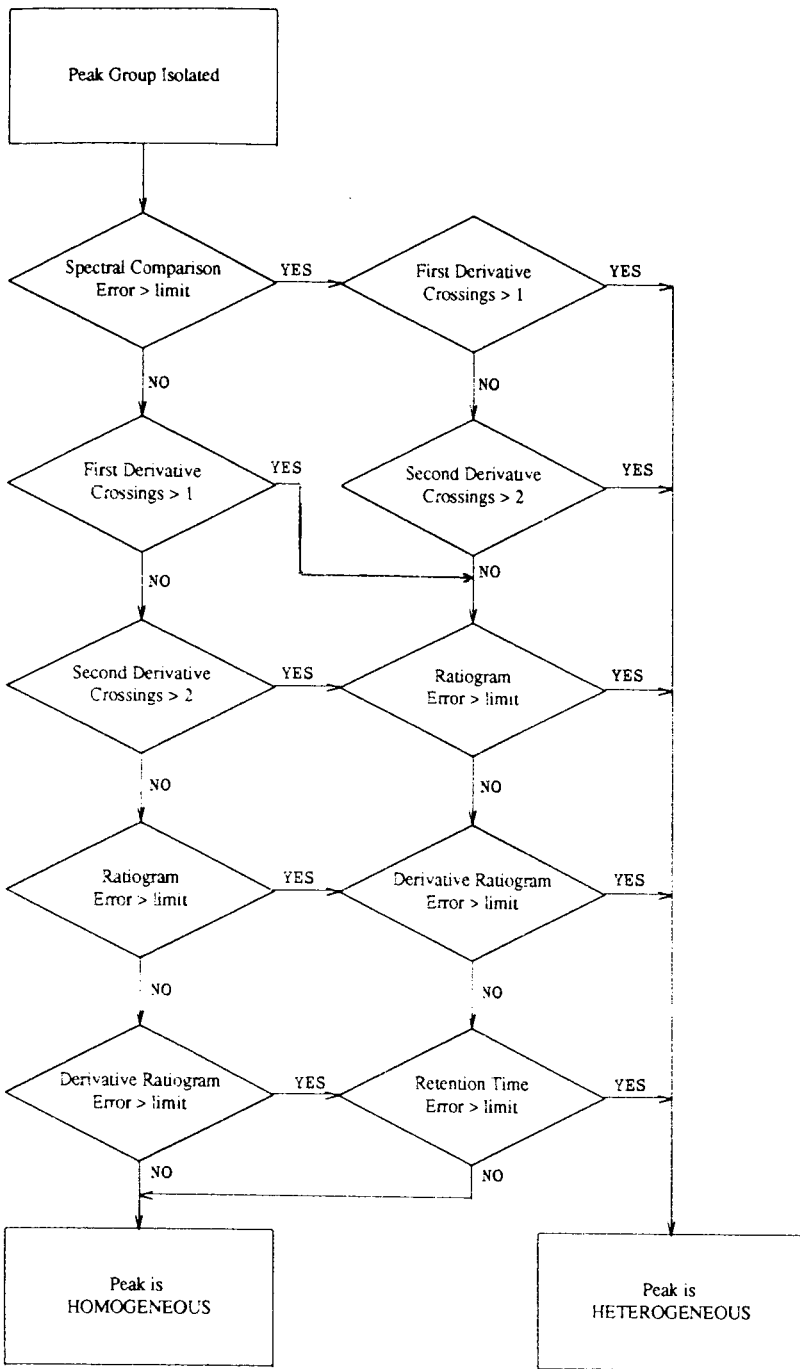 Peak Group Isolated
Spectral Comparison
Error > limit
YES
First Derivative
Crossings > 1
YES
NO
NO
First Derivative
Crossings > 1
YES
Second Derivative
Crossings > 2
YES
NO
NO
Second Derivative
Crossings > 2
YES
Ratiogram
Error > limit
YES
NO
NO
Ratiogram
Error > limit
YES
Derivative Ratiogram
Error > limit
YES
NO
NO
Derivative Ratiogram
Error > limit
YES
Retention Time
Error > limit
YES
NO
NO
Peak is
HOMOGENEOUS
Peak is
HETEROGENEOUS